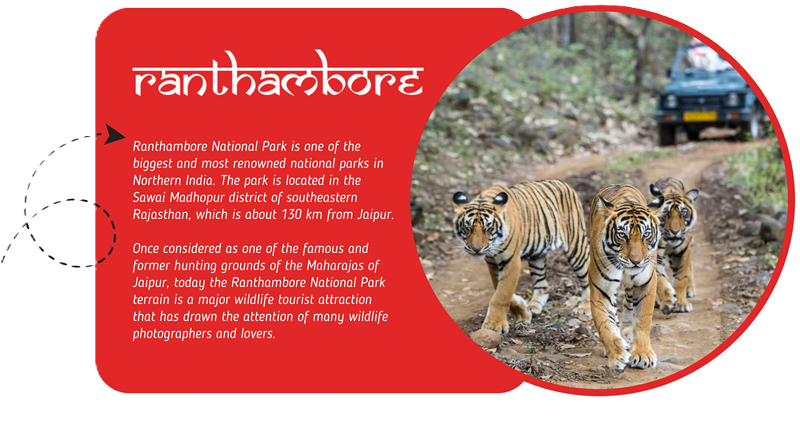 ranthambore
Ranthambore National Park is one of the
biggest and most renowned national parks in
Northern India. The park is located in the
Sawai Madhopur district of southeastern
Rajasthan, which is about 130 km from Jaipur.
Once considered as one of the famous and
former hunting grounds of the Maharajas of
Jaipur, today the Ranthambore National Park
terrain is a major wildlife tourist attraction
that has drawn the attention of many wildlife
photographers and lovers.